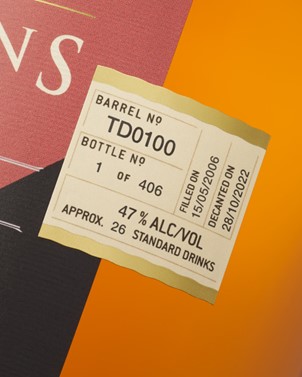 NS
BARREL Nº
TD0100
BOTTLE Nº
1 OF 406
FILLED ON
15/05/2006
DECANTED ON
28/10/2022
47% ALC/VOL
APPROX. 26 STANDARD DRINKS